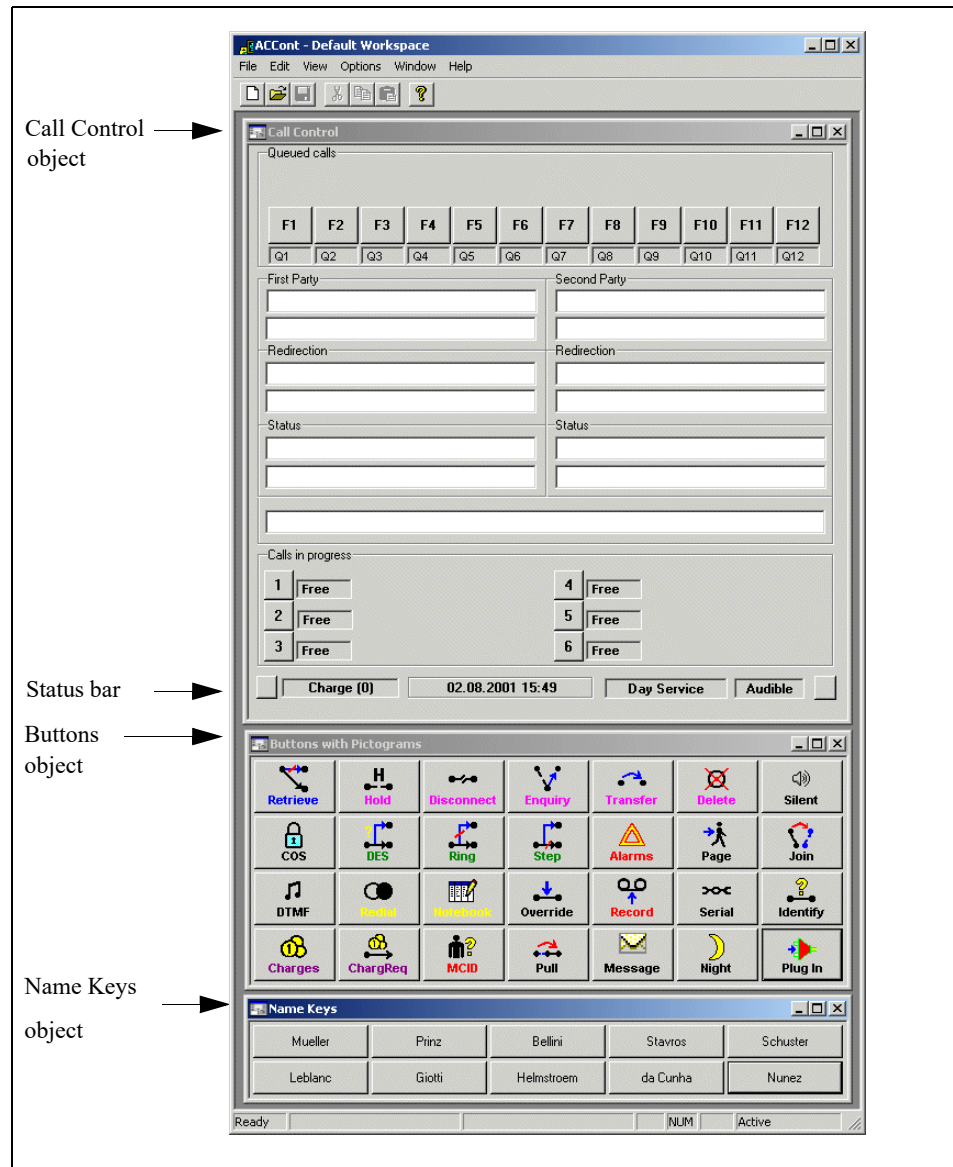 ACCont - Default Workspace
File Edit View Options Window Help
Call Control
object
Call Control
Queued calls
F1 F2 F3 F4 F5 F6 F7 F8 F9 F10 F11 F12
Q1 Q2 Q3 Q4 Q5 Q6 Q7 Q8 Q9 Q10 Q11 Q12
First Party Second Party
Redirection Redirection
Status Status
Calls in progress
1 Free 4 Free
2 Free 5 Free
3 Free 6 Free
Status bar
Charge (0) 02.08.2001 15:49 Day Service Audible
Buttons
object
Buttons with Pictograms
Retrieve Hold Disconnect Enquiry Transfer Delete Silent
COS DES Ring Step Alarms Page Join
DTMF Redial Notebook Override Record Serial Identify
Charges ChargReq MCID Pull Message Night Plug In
Name Keys
object
Name Keys
Mueller Prinz Bellini Stavros Schuster
Leblanc Giotti Helmstroem da Cunha Nunez
Ready NUM Active